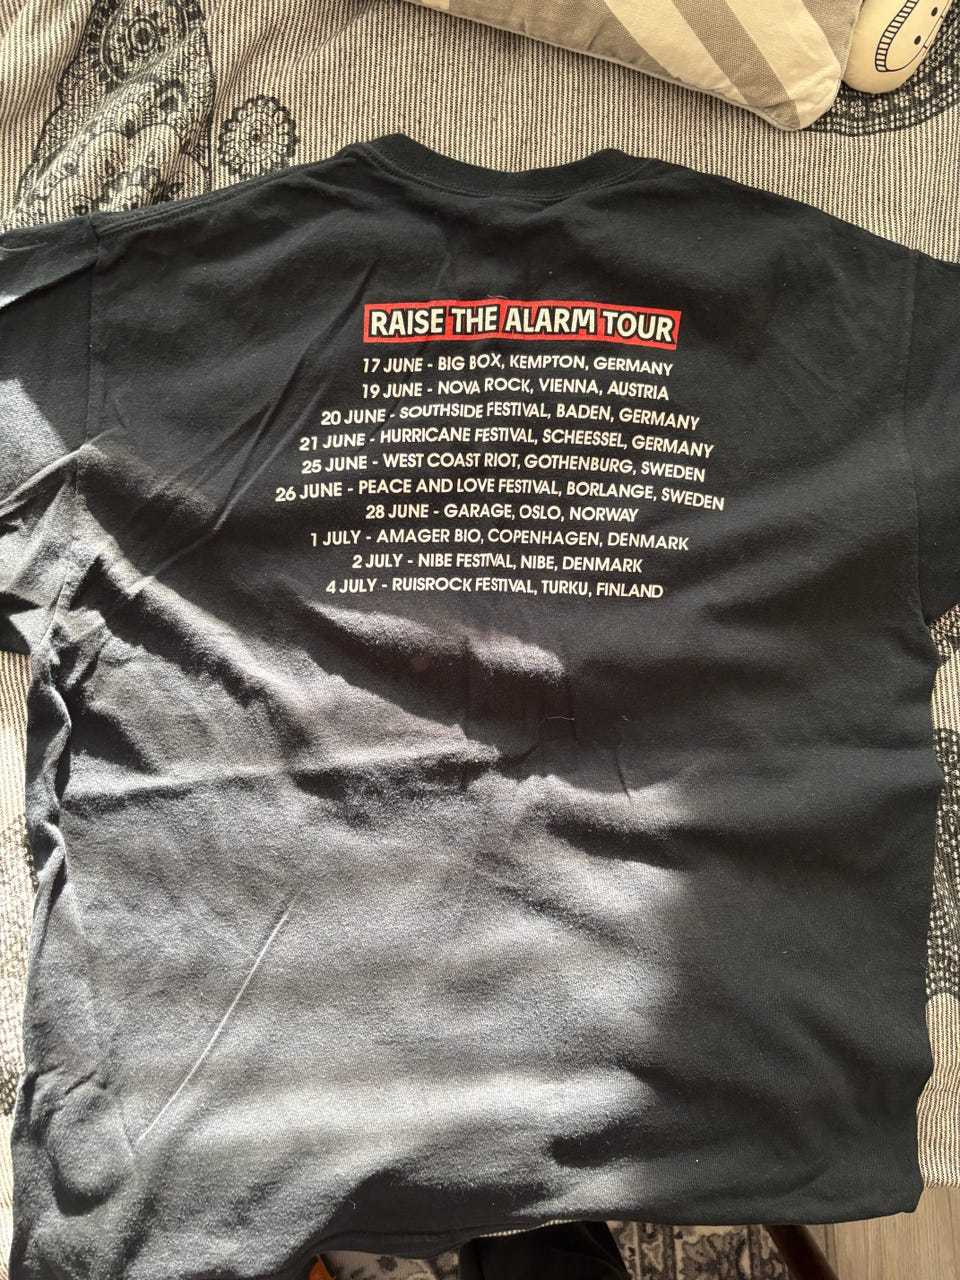 RAISE THE ALARM TOUR
17 JUNE - BIG BOX, KEMPTON, GERMANY
19 JUNE - NOVA ROCK, VIENNA, AUSTRIA
20 JUNE - SOUTHSIDE FESTIVAL, BADEN, GERMANY
21 JUNE - HURRICANE FESTIVAL, SCHEESSEL, GERMANY
25 JUNE - WEST COAST RIOT, GOTHENBURG, SWEDEN
26 JUNE - PEACE AND LOVE FESTIVAL, BORLANGE, SWEDEN
28 JUNE - GARAGE, OSLO, NORWAY
1 JULY - AMAGER BIO, COPENHAGEN, DENMARK
2 JULY - NIBE FESTIVAL, NIBE, DENMARK
4 JULY - RUISROCK FESTIVAL, TURKU, FINLAND